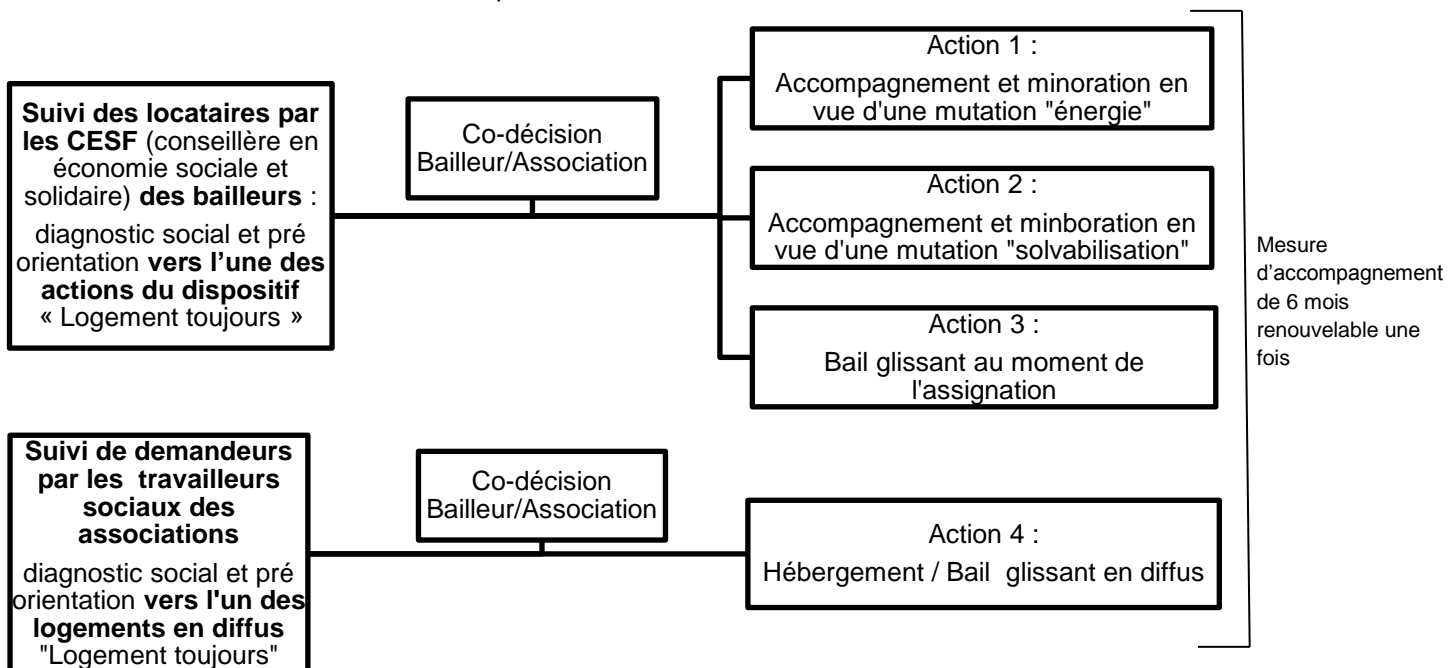 Suivi des locataires par
les CESF (conseillère en
économie sociale et
solidaire) des bailleurs :
diagnostic social et pré
orientation vers l’une des
actions du dispositif
« Logement toujours »
Co-décision
Bailleur/Association
Action 1 :
Accompagnement et minoration en
vue d'une mutation "énergie"
Action 2 :
Accompagnement et minboration en
vue d'une mutation "solvabilisation"
Action 3 :
Bail glissant au moment de
l'assignation
Mesure
d’accompagnement
de 6 mois
renouvelable une
fois
Suivi de demandeurs
par les travailleurs
sociaux des
associations
diagnostic social et pré
orientation vers l'un des
logements en diffus
"Logement toujours"
Co-décision
Bailleur/Association
Action 4 :
Hébergement / Bail glissant en diffus